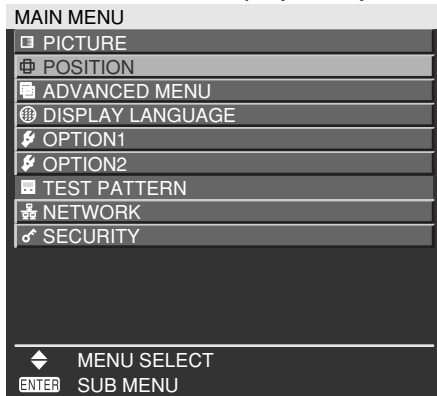 MAIN MENU
PICTURE
POSITION
ADVANCED MENU
DISPLAY LANGUAGE
OPTION1
OPTION2
TEST PATTERN
NETWORK
SECURITY
MENU SELECT
ENTER SUB MENU